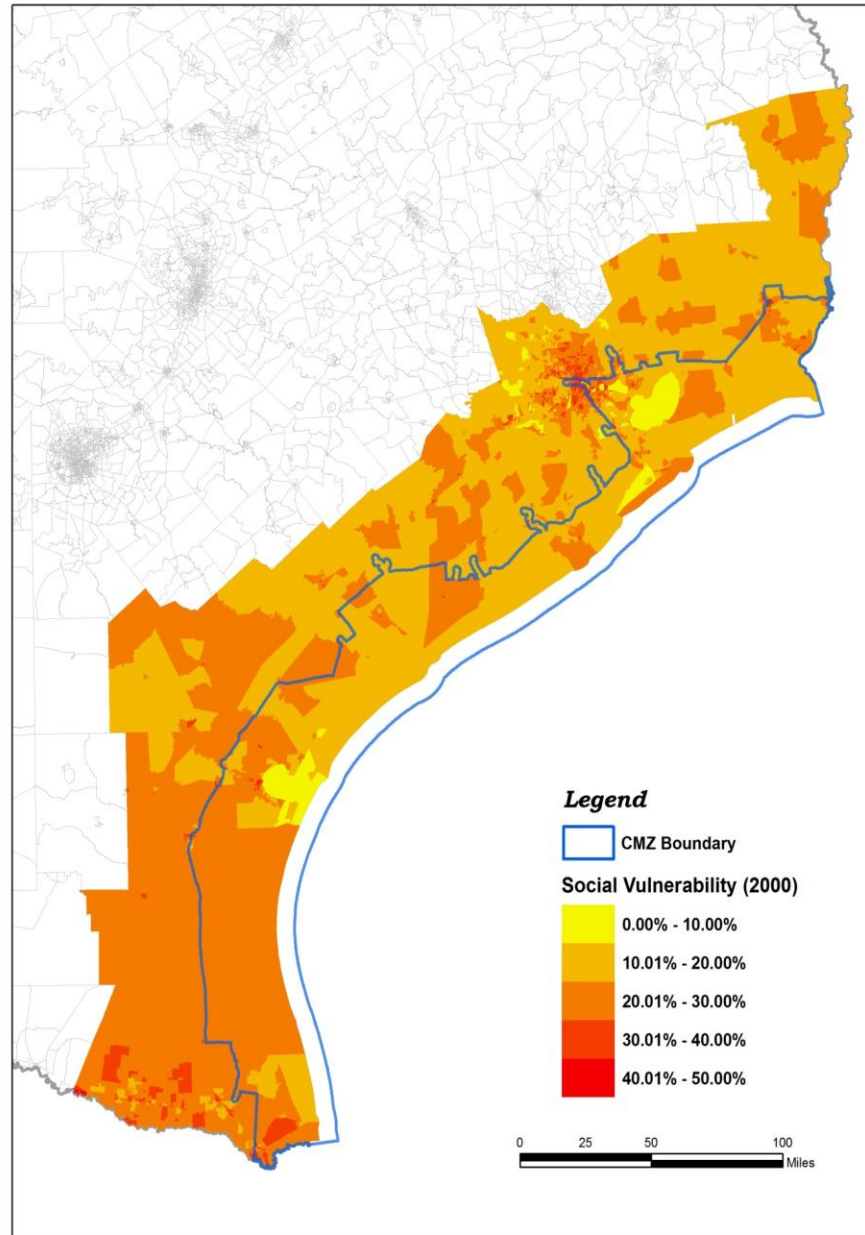 Legend
CMZ Boundary
Social Vulnerability (2000)
0.00% - 10.00%
10.01% - 20.00%
20.01% - 30.00%
30.01% - 40.00%
40.01% - 50.00%
0 25 50 100
Miles